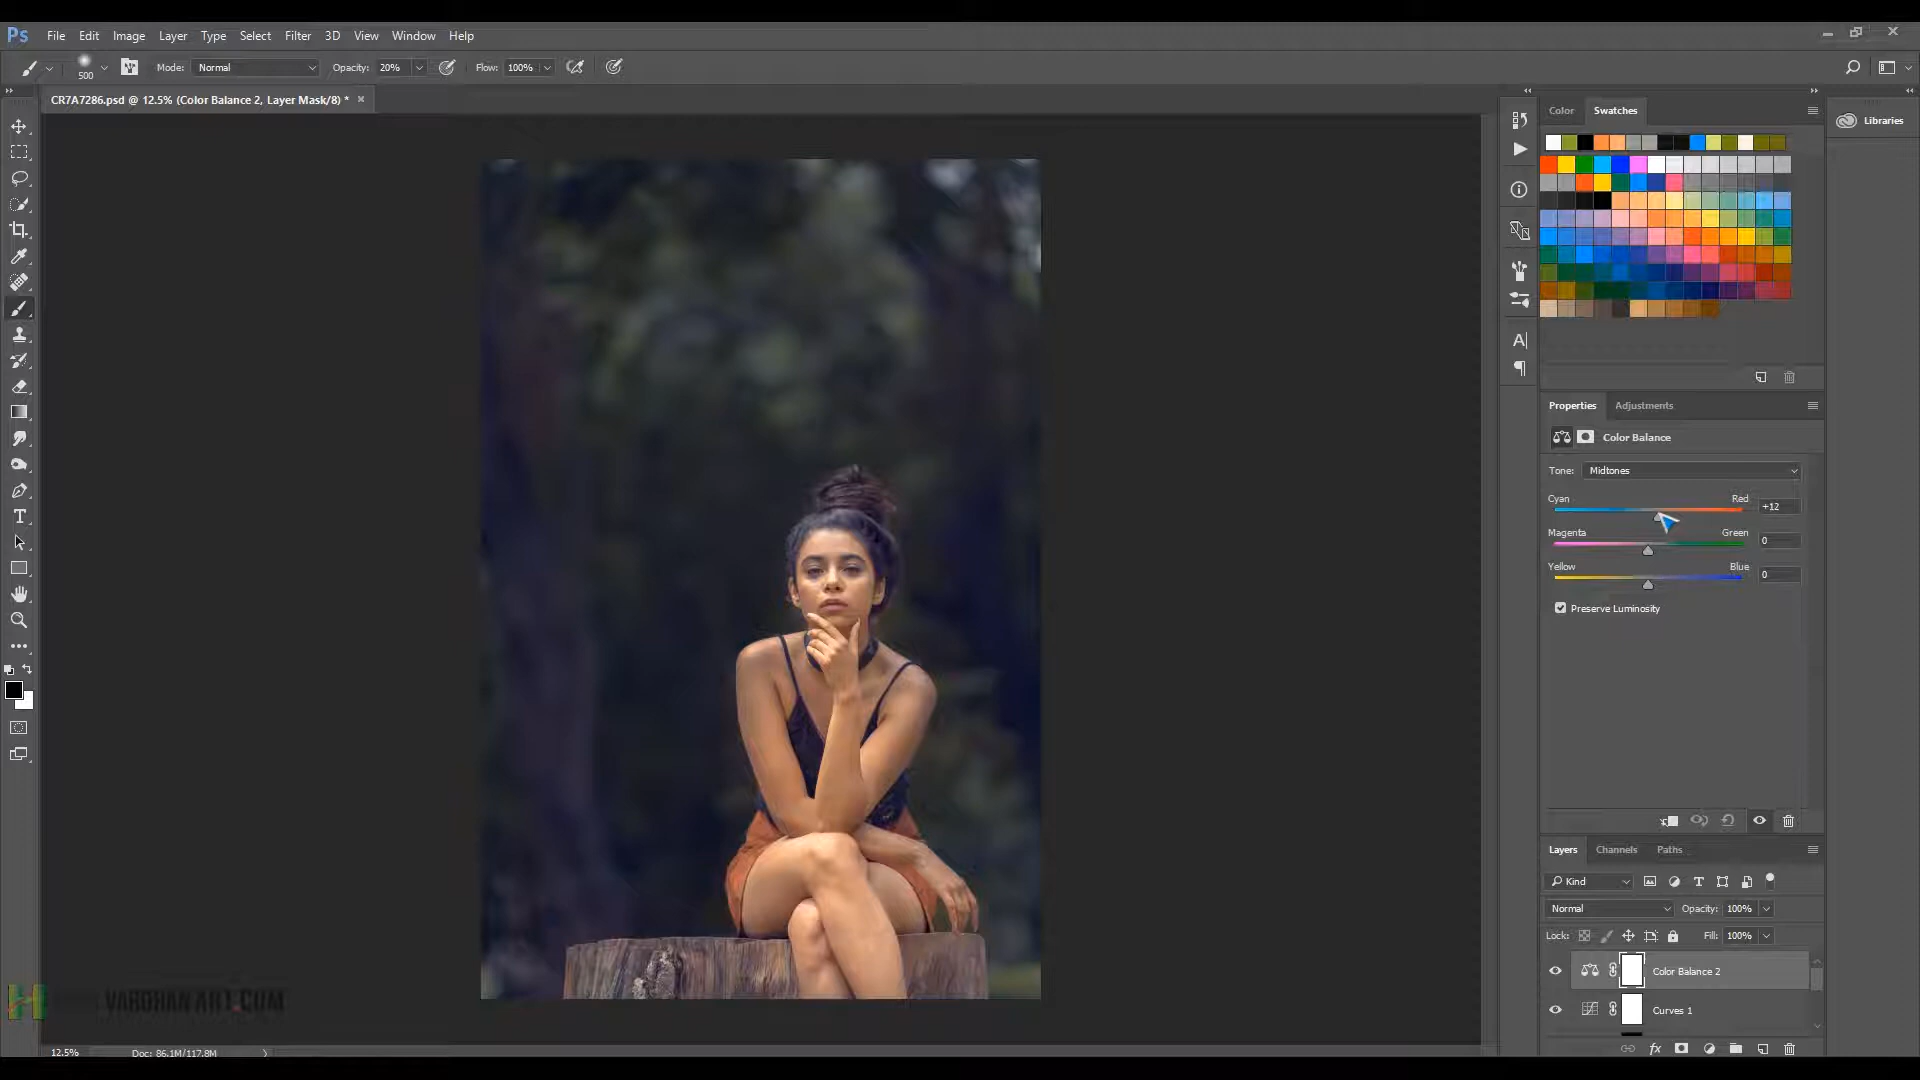 Ps File Edit Image Layer Type Select Filter 3D View Window Help
500 Mode: Normal Opacity: 20% Flow: 100%
CR7A7286.psd @ 12.5% (Color Balance 2, Layer Mask/8) * ×
Color Swatches
Libraries
Properties Adjustments
Color Balance
Tone: Midtones
Cyan Red +12
Magenta Green 0
Yellow Blue 0
Preserve Luminosity
Layers Channels Paths
Kind
Normal Opacity: 100%
Lock: Fill: 100%
Color Balance 2
Curves 1
VARDHANART.COM
12.5% Doc: 86.1M/117.8M